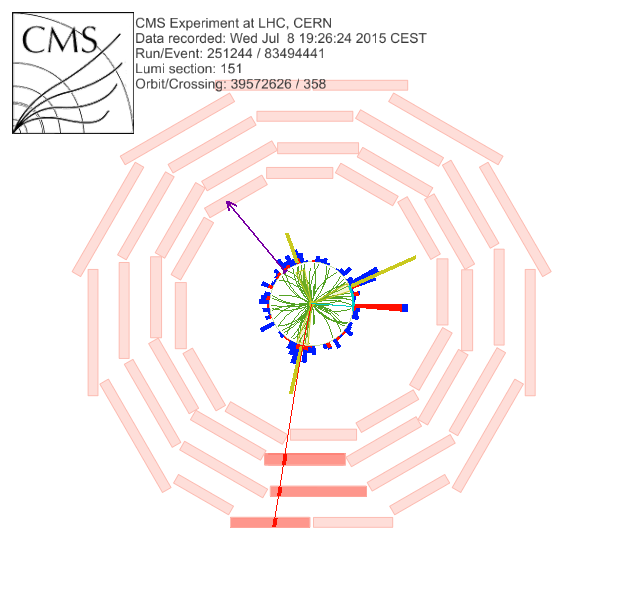 CMS
CMS Experiment at LHC, CERN
Data recorded: Wed Jul 8 19:26:24 2015 CEST
Run/Event: 251244 / 83494441
Lumi section: 151
Orbit/Crossing: 39572626 / 358